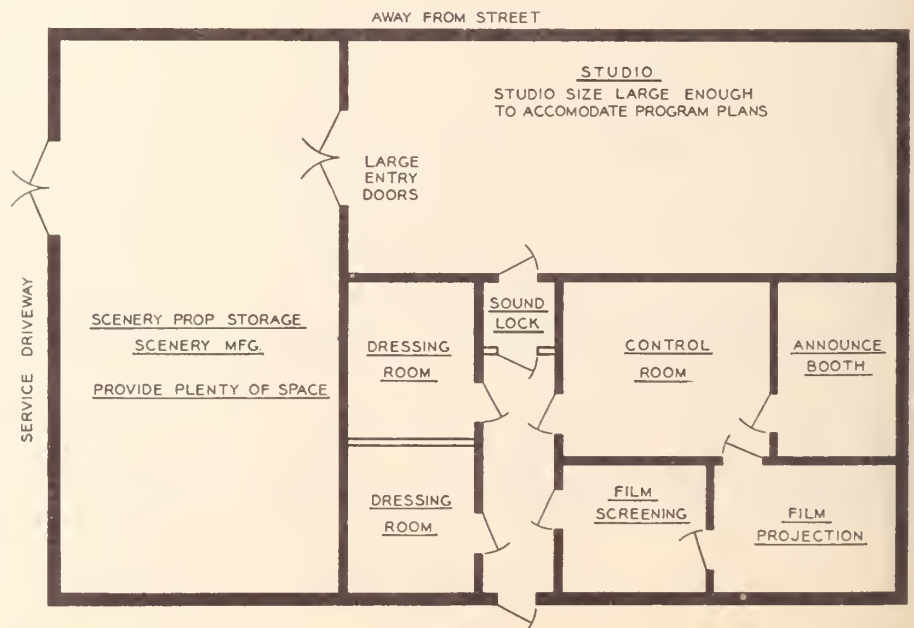 AWAY FROM STREET
STUDIO
STUDIO SIZE LARGE ENOUGH
TO ACCOMODATE PROGRAM PLANS
LARGE
ENTRY
DOORS
SERVICE DRIVEWAY
SCENERY PROP STORAGE
SCENERY MFG.
PROVIDE PLENTY OF SPACE
DRESSING
ROOM
SOUND
LOCK
CONTROL
ROOM
ANNOUNCE
BOOTH
DRESSING
ROOM
FILM
SCREENING
FILM
PROJECTION